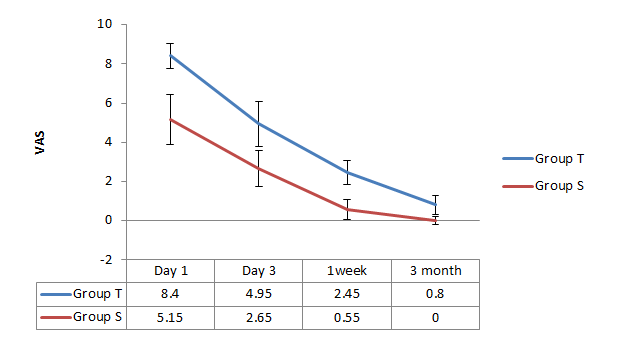 10
8
6
4
2
0
-2
VAS
Group T
Group S
Day 1 Day 3 1week 3 month
Group T 8.4 4.95 2.45 0.8
Group S 5.15 2.65 0.55 0